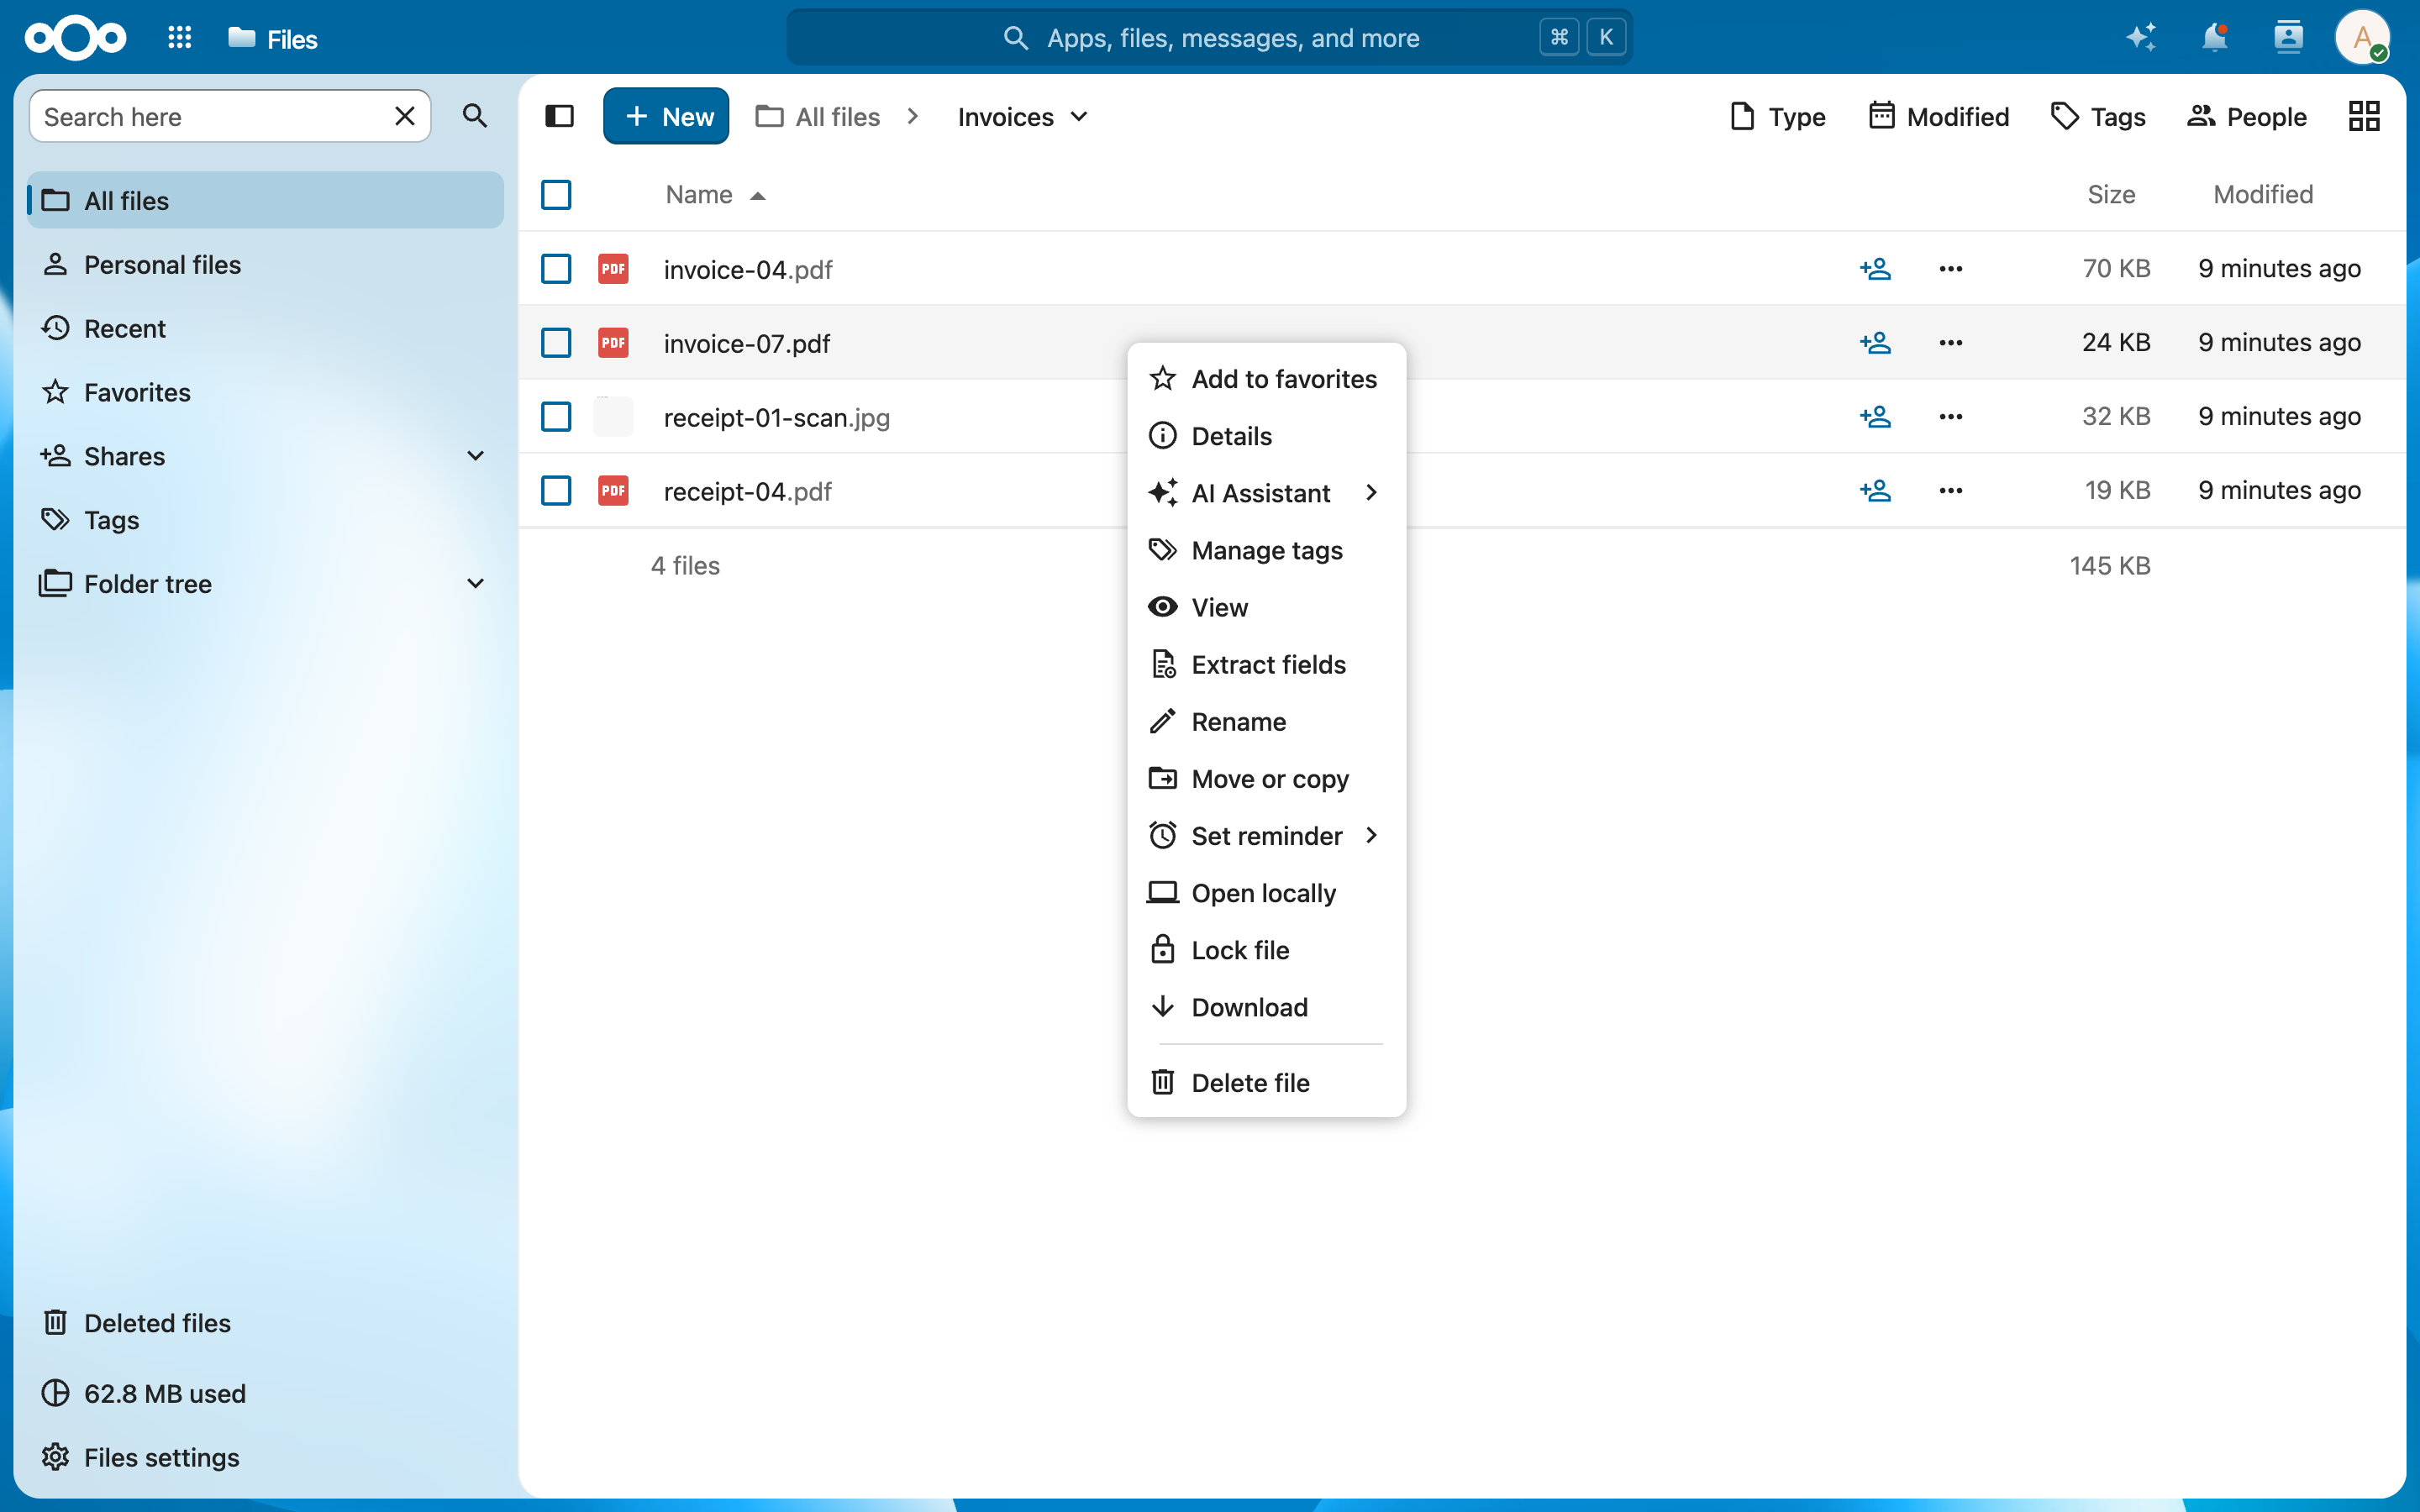 Files
Apps, files, messages, and more
⌘ K
A
Search here
All files
Personal files
Recent
Favorites
Shares
Tags
Folder tree
Deleted files
62.8 MB used
Files settings
New
All files
Invoices
Type
Modified
Tags
People
Name Size Modified
PDF invoice-04.pdf 70 KB 9 minutes ago
PDF invoice-07.pdf 24 KB 9 minutes ago
receipt-01-scan.jpg 32 KB 9 minutes ago
PDF receipt-04.pdf 19 KB 9 minutes ago
4 files 145 KB
Add to favorites
Details
AI Assistant
Manage tags
View
Extract fields
Rename
Move or copy
Set reminder
Open locally
Lock file
Download
Delete file